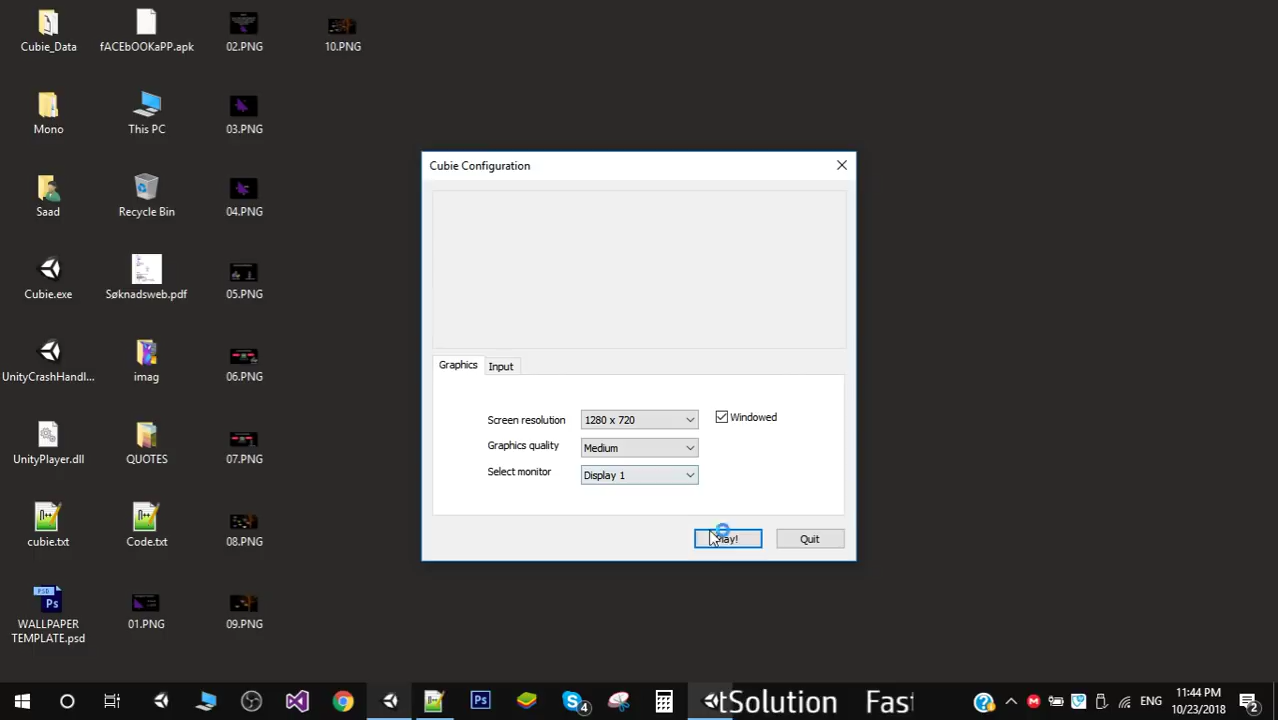 Cubie_Data
fACEbOOKaPP.apk
02.PNG
10.PNG
Mono
This PC
03.PNG
Saad
Recycle Bin
04.PNG
Cubie.exe
Søknadsweb.pdf
05.PNG
UnityCrashHandl...
imag
06.PNG
UnityPlayer.dll
QUOTES
07.PNG
cubie.txt
Code.txt
08.PNG
WALLPAPER
TEMPLATE.psd
01.PNG
09.PNG
Cubie Configuration
Graphics
Input
Screen resolution
1280 x 720
Windowed
Graphics quality
Medium
Select monitor
Display 1
Quit
tSolution Fast
ENG
11:44 PM
10/23/2018